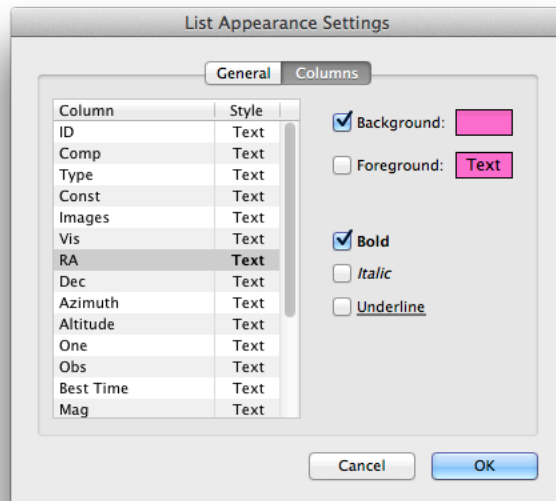 List Appearance Settings
General Columns
Column Style
ID Text
Comp Text
Type Text
Const Text
Images Text
Vis Text
RA Text
Dec Text
Azimuth Text
Altitude Text
One Text
Obs Text
Best Time Text
Mag Text
Background:
Foreground: Text
Bold
Italic
Underline
Cancel OK